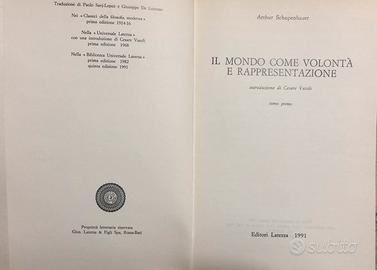 Traduzione di Paolo Savj-Lopez e Giuseppe De Lorenzo
Nei «Classici della filosofia moderna»
prima edizione 1914-16
Nella «Universale Laterza»
con una introduzione di Cesare Vasoli
prima edizione 1968
Nella «Biblioteca Universale Laterza»
prima edizione 1982
quinta edizione 1991
Proprietà letteraria riservata
Gius. Laterza & Figli Spa, Roma-Bari
Arthur Schopenhauer
IL MONDO COME VOLONTÀ
E RAPPRESENTAZIONE
introduzione di Cesare Vasoli
tomo primo
Editori Laterza 1991
subito